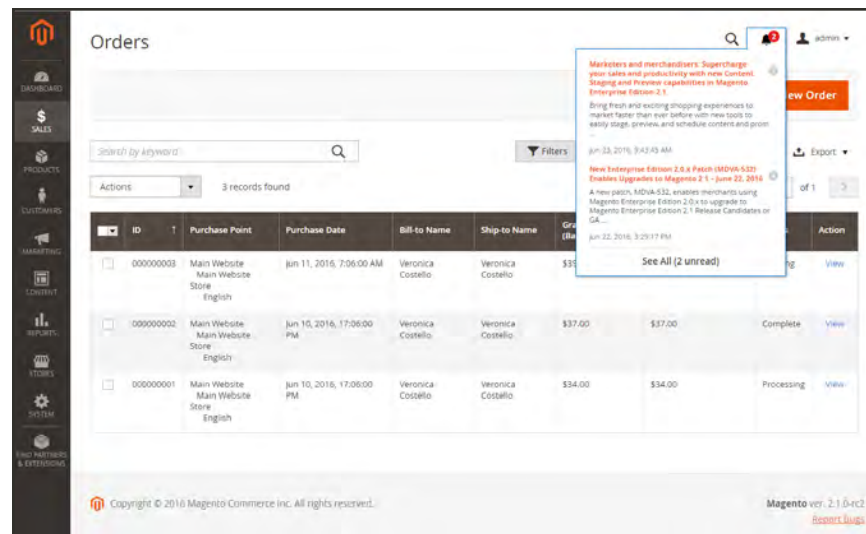 Orders
2
admin
DASHBOARD
$
SALES
PRODUCTS
CUSTOMERS
MARKETING
CONTENT
REPORTS
STORES
SYSTEM
FIND PARTNERS
& EXTENSIONS
Marketers and merchandisers: Supercharge
your sales and productivity with new Content
Staging and Preview capabilities in Magento
Enterprise Edition 2.1
Bring fresh and exciting shopping experiences to
market faster than ever before with new tools to
easily stage, preview, and schedule content and prom
...
Jun 23, 2016, 9:43:45 AM
New Enterprise Edition 2.0.x Patch (MDVA-532)
Enables Upgrades to Magento 2.1 – June 22, 2016
A new patch, MDVA-532, enables merchants using
Magento Enterprise Edition 2.0.x to upgrade to
Magento Enterprise Edition 2.1 Release Candidates or
GA ...
Jun 22, 2016, 3:29:17 PM
See All (2 unread)
ew Order
Search by keyword
Filters
Export
Actions
3 records found
of 1
ID
Purchase Point
Purchase Date
Bill-to Name
Ship-to Name
Gra
(Ba
Action
000000003
Main Website
Main Website
Store
English
Jun 11, 2016, 7:06:00 AM
Veronica
Costello
Veronica
Costello
ng
View
000000002
Main Website
Main Website
Store
English
Jun 10, 2016, 17:06:00
PM
Veronica
Costello
Veronica
Costello
$37.00
$37.00
Complete
View
000000001
Main Website
Main Website
Store
English
Jun 10, 2016, 17:06:00
PM
Veronica
Costello
Veronica
Costello
$34.00
$34.00
Processing
View
Copyright © 2016 Magento Commerce Inc. All rights reserved.
Magento ver. 2.1.0-rc2
Report Bugs